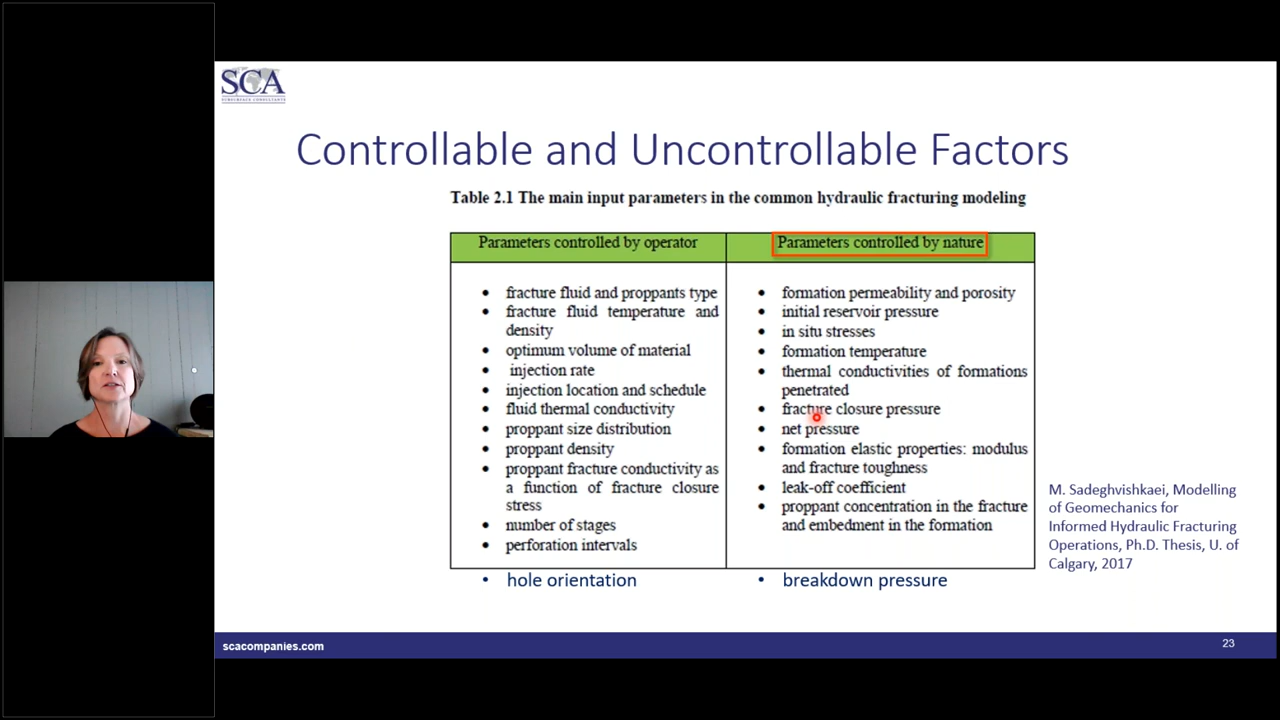 SCA
SUBSURFACE CONSULTANTS
Controllable and Uncontrollable Factors
Table 2.1 The main input parameters in the common hydraulic fracturing modeling
Parameters controlled by operator
• fracture fluid and proppants type
• fracture fluid temperature and
density
• optimum volume of material
• injection rate
• injection location and schedule
• fluid thermal conductivity
• proppant size distribution
• proppant density
• proppant fracture conductivity as
a function of fracture closure
stress
• number of stages
• perforation intervals
• hole orientation
Parameters controlled by nature
• formation permeability and porosity
• initial reservoir pressure
• in situ stresses
• formation temperature
• thermal conductivities of formations
penetrated
• fracture closure pressure
• net pressure
• formation elastic properties: modulus
and fracture toughness
• leak-off coefficient
• proppant concentration in the fracture
and embedment in the formation
• breakdown pressure
M. Sadeghvishkaei, Modelling
of Geomechanics for
Informed Hydraulic Fracturing
Operations, Ph.D. Thesis, U. of
Calgary, 2017
scacompanies.com
23